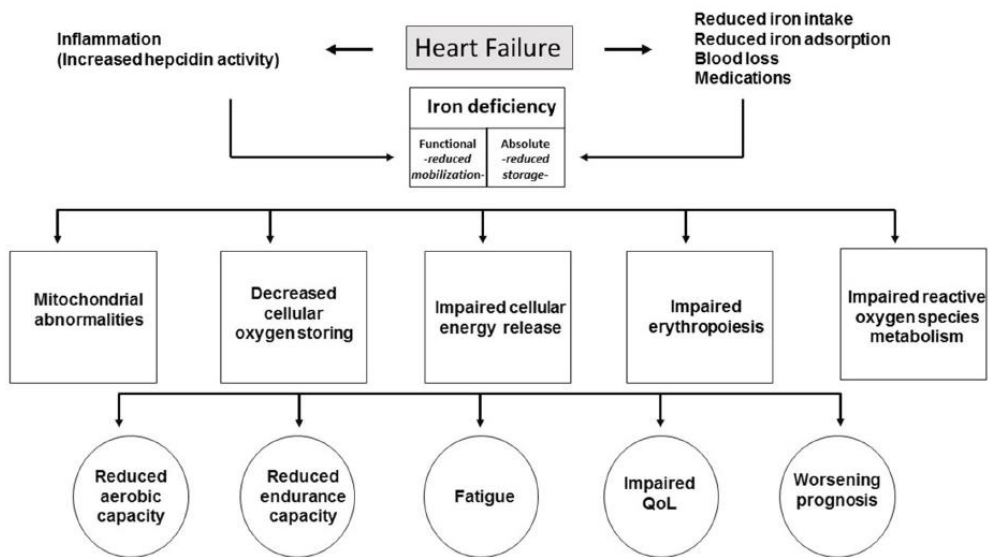 Inflammation
(Increased hepcidin activity)
Heart Failure
Reduced iron intake
Reduced iron adsorption
Blood loss
Medications
Iron deficiency
Functional
-reduced
mobilization-
Absolute
-reduced
storage-
Mitochondrial
abnormalities
Decreased
cellular
oxygen storing
Impaired cellular
energy release
Impaired
erythropoiesis
Impaired reactive
oxygen species
metabolism
Reduced
aerobic
capacity
Reduced
endurance
capacity
Fatigue
Impaired
QoL
Worsening
prognosis